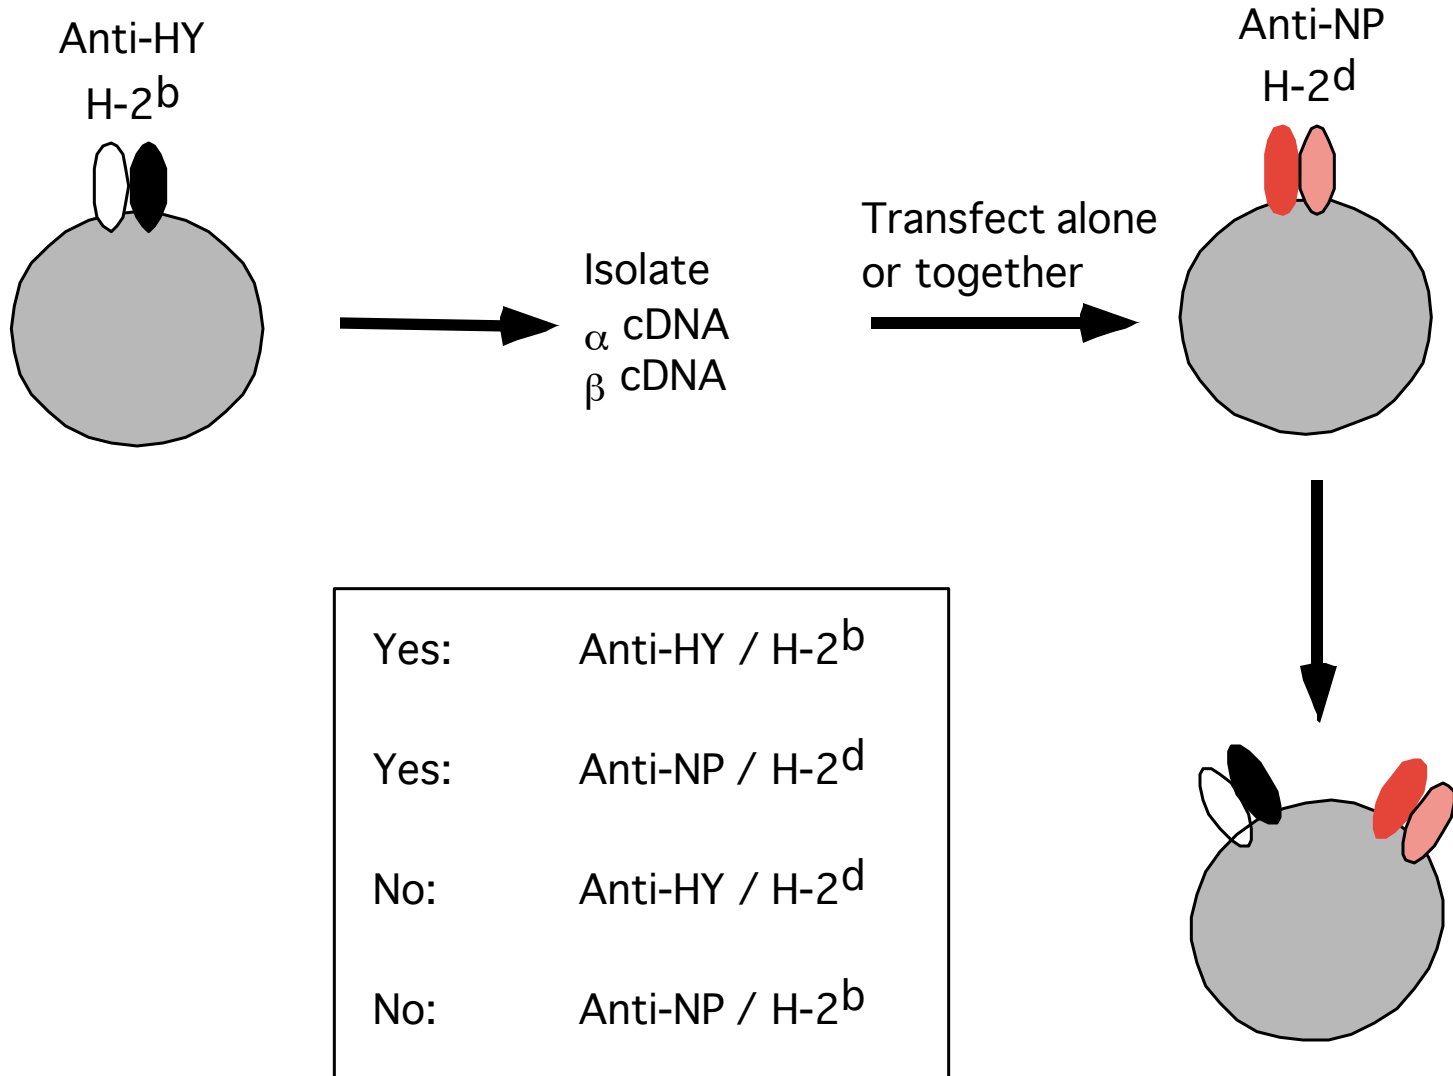 Anti-HY
H-2b
Isolate
α cDNA
β cDNA
Transfect alone
or together
Anti-NP
H-2d
Yes: Anti-HY / H-2b
Yes: Anti-NP / H-2d
No: Anti-HY / H-2d
No: Anti-NP / H-2b